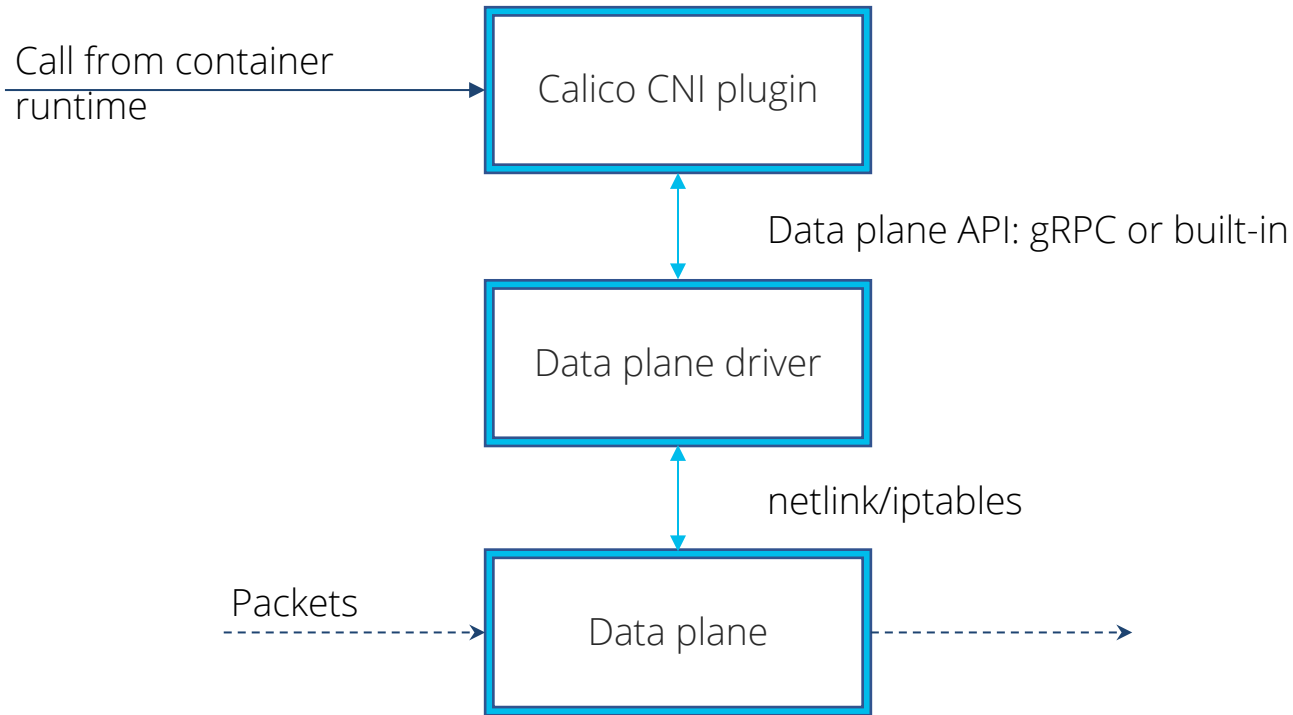 Call from container
runtime
Calico CNI plugin
Data plane API: gRPC or built-in
Data plane driver
netlink/iptables
Packets
Data plane